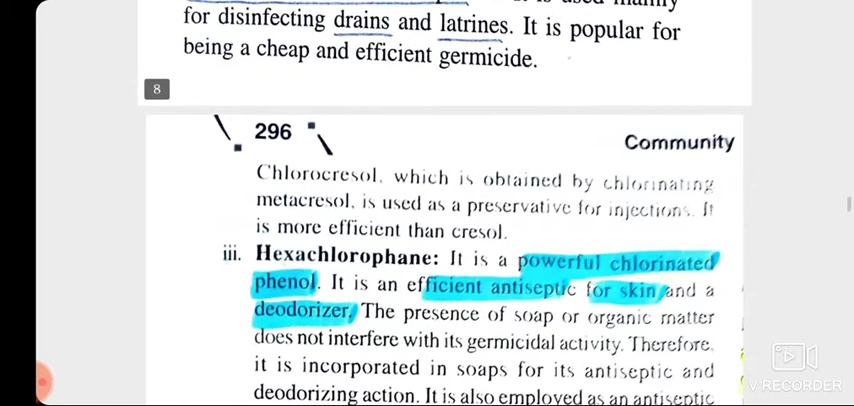 for disinfecting drains and latrines. It is popular for
being a cheap and efficient germicide.
8
296
Community
Chlorocresol, which is obtained by chlorinating
metacresol, is used as a preservative for injections. It
is more efficient than cresol.
iii. Hexachlorophane: It is a powerful chlorinated
phenol. It is an efficient antiseptic for skin and a
deodorizer. The presence of soap or organic matter
does not interfere with its germicidal activity. Therefore,
it is incorporated in soaps for its antiseptic and
deodorizing action. It is also employed as an antiseptic
V RECORDER